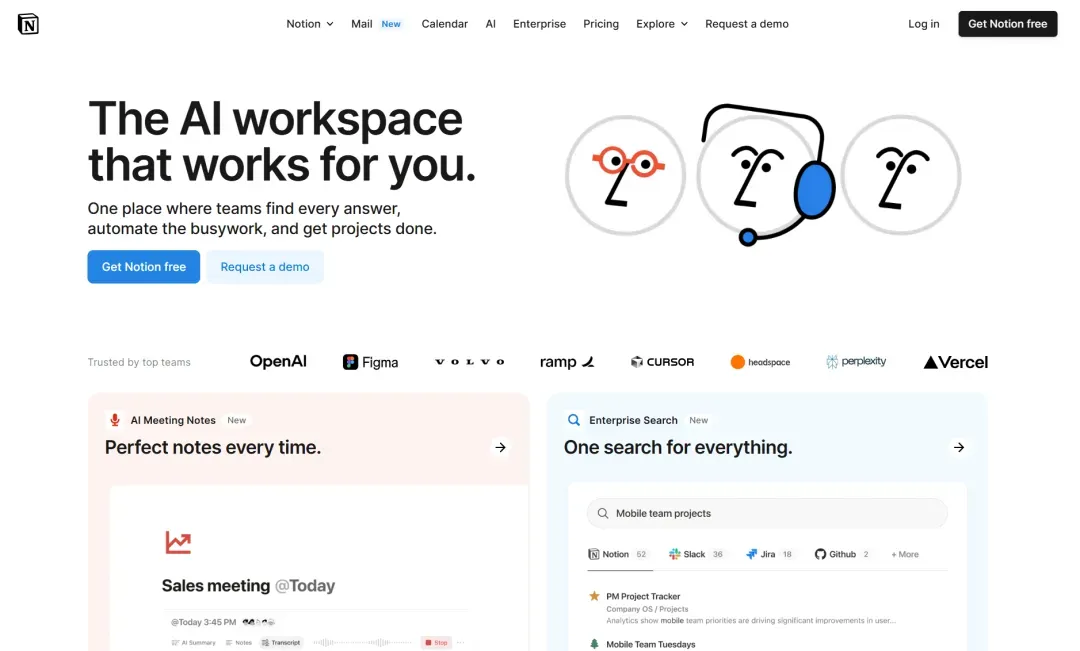 N
Notion
Mail New
Calendar
AI
Enterprise
Pricing
Explore
Request a demo
Log in
Get Notion free
The AI workspace
that works for you.
One place where teams find every answer,
automate the busywork, and get projects done.
Get Notion free
Request a demo
Trusted by top teams
OpenAI
Figma
VOLVO
ramp
CURSOR
headspace
perplexity
Vercel
AI Meeting Notes New
Perfect notes every time.
Sales meeting @Today
@Today 3:45 PM
AI Summary
Notes
Transcript
Stop
Enterprise Search New
One search for everything.
Mobile team projects
Notion 52
Slack 36
Jira 18
Github 2
+ More
PM Project Tracker
Company OS / Projects
Analytics show mobile team priorities are driving significant improvements in user...
Mobile Team Tuesdays